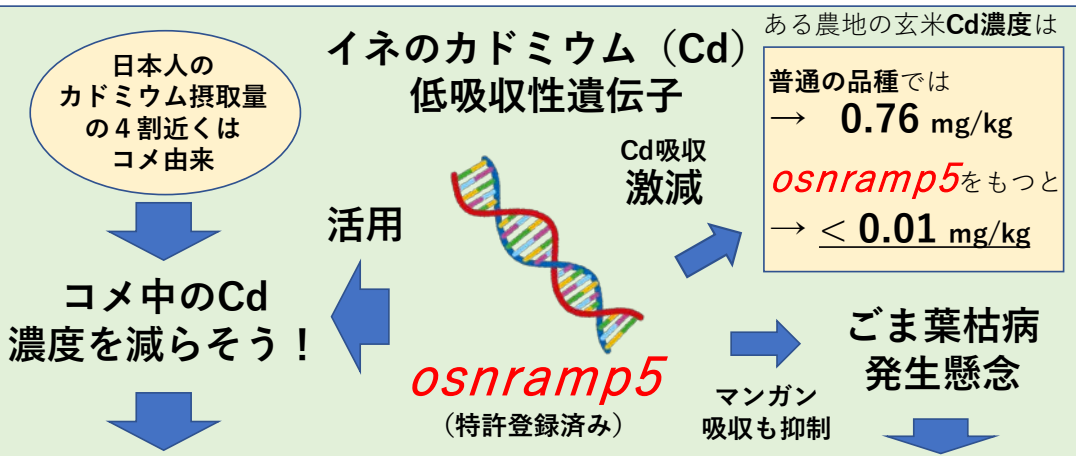 日本人の
カドミウム摂取量
の４割近くは
コメ由来
コメ中のCd
濃度を減らそう！
イネのカドミウム（Cd）
低吸収性遺伝子
活用
osnramp5
(特許登録済み)
Cd吸収
激減
ある農地の玄米Cd濃度は
普通の品種では
→ 0.76 mg/kg
osnramp5をもつと
→ < 0.01 mg/kg
マンガン
吸収も抑制
ごま葉枯病
発生懸念